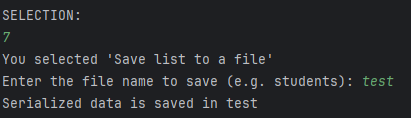 SELECTION:
7
You selected 'Save list to a file'
Enter the file name to save (e.g. students): test
Serialized data is saved in test